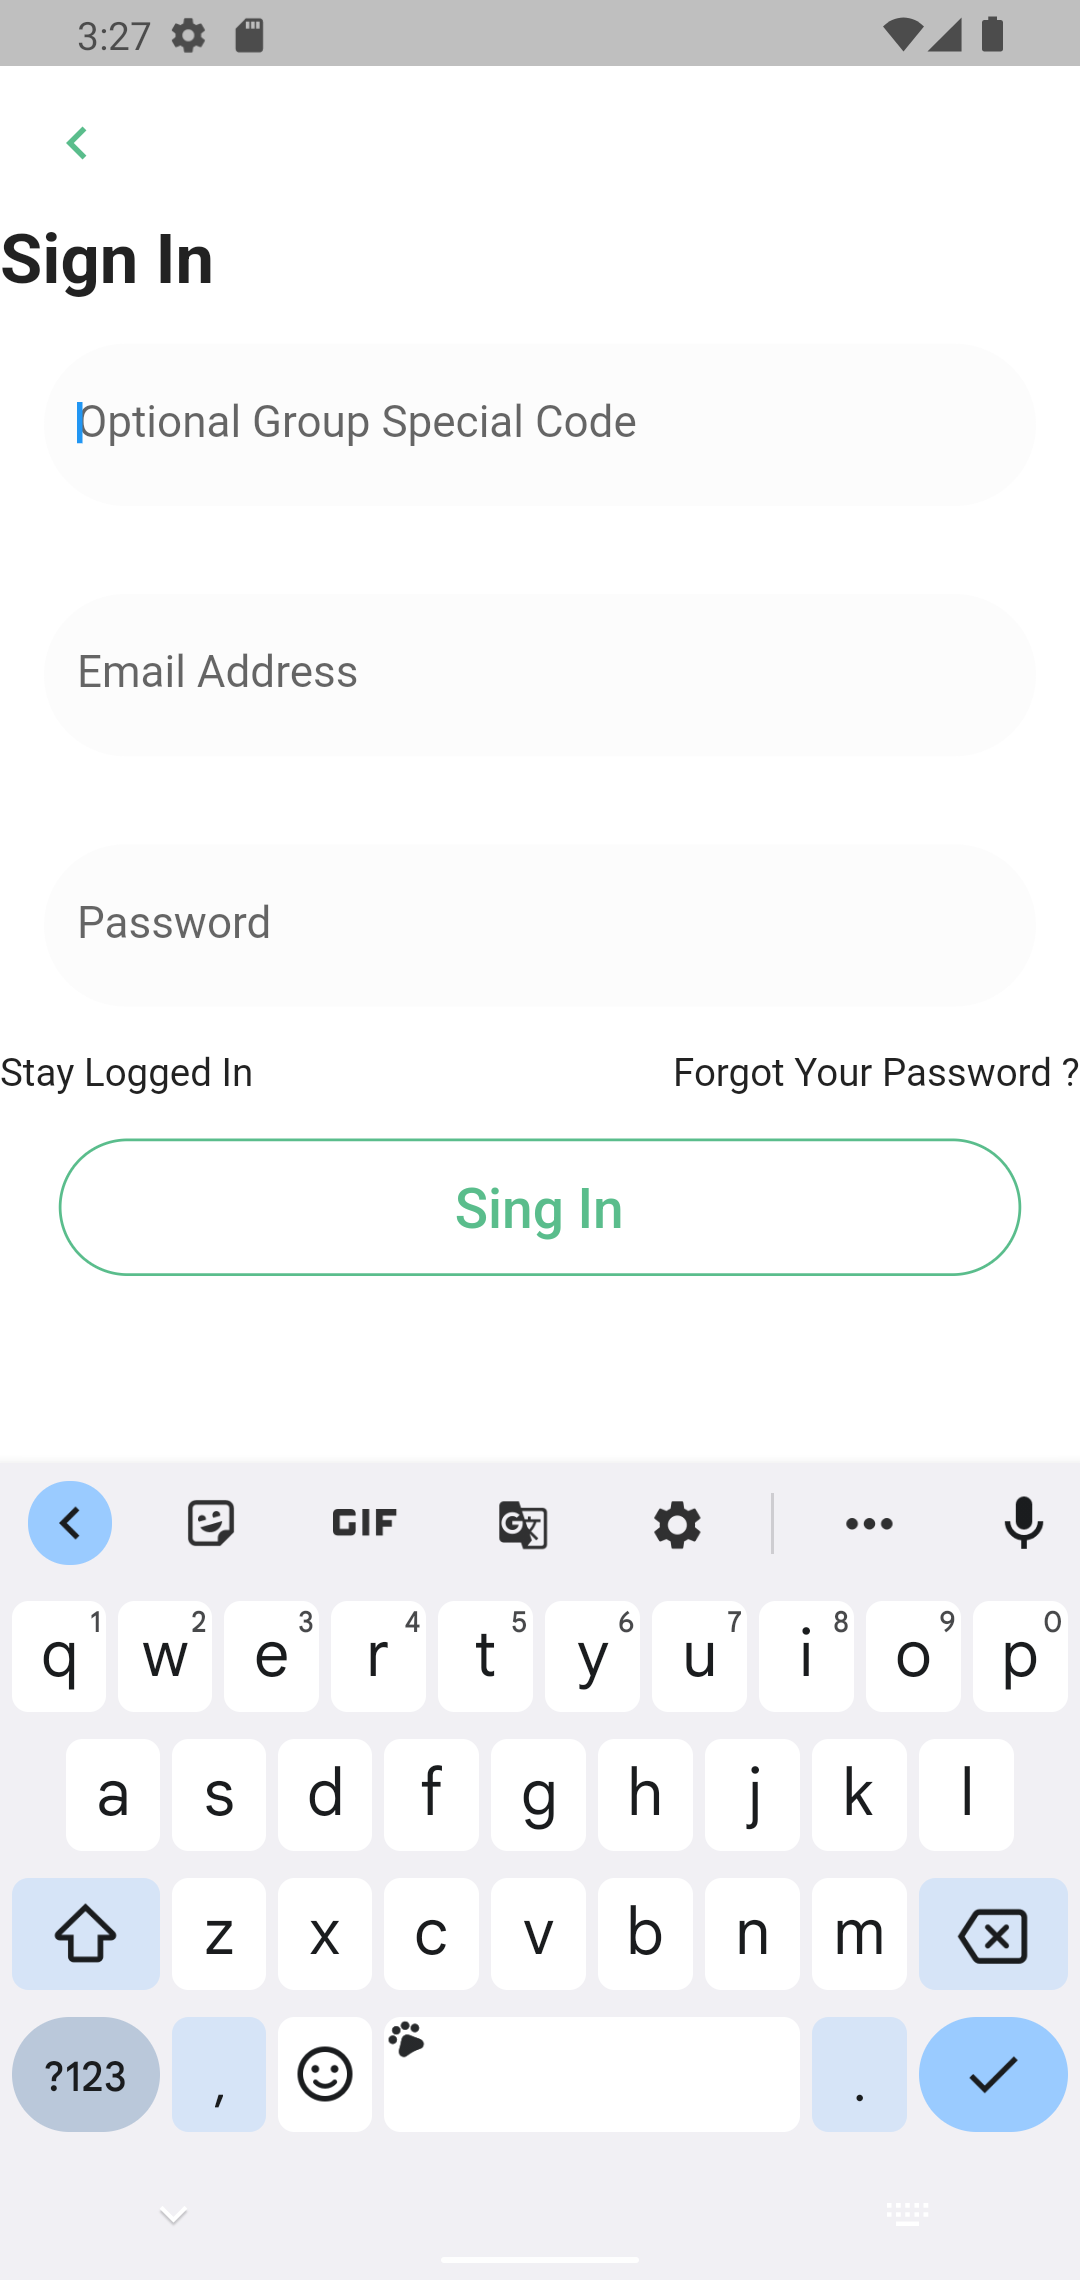 3:27
Sign In
Optional Group Special Code
Email Address
Password
Stay Logged In Forgot Your Password ?
Sing In
GIF
q 1 w 2 e 3 r 4 t 5 y 6 u 7 i 8 o 9 p 0
a s d f g h j k l
z x c v b n m
?123 , .